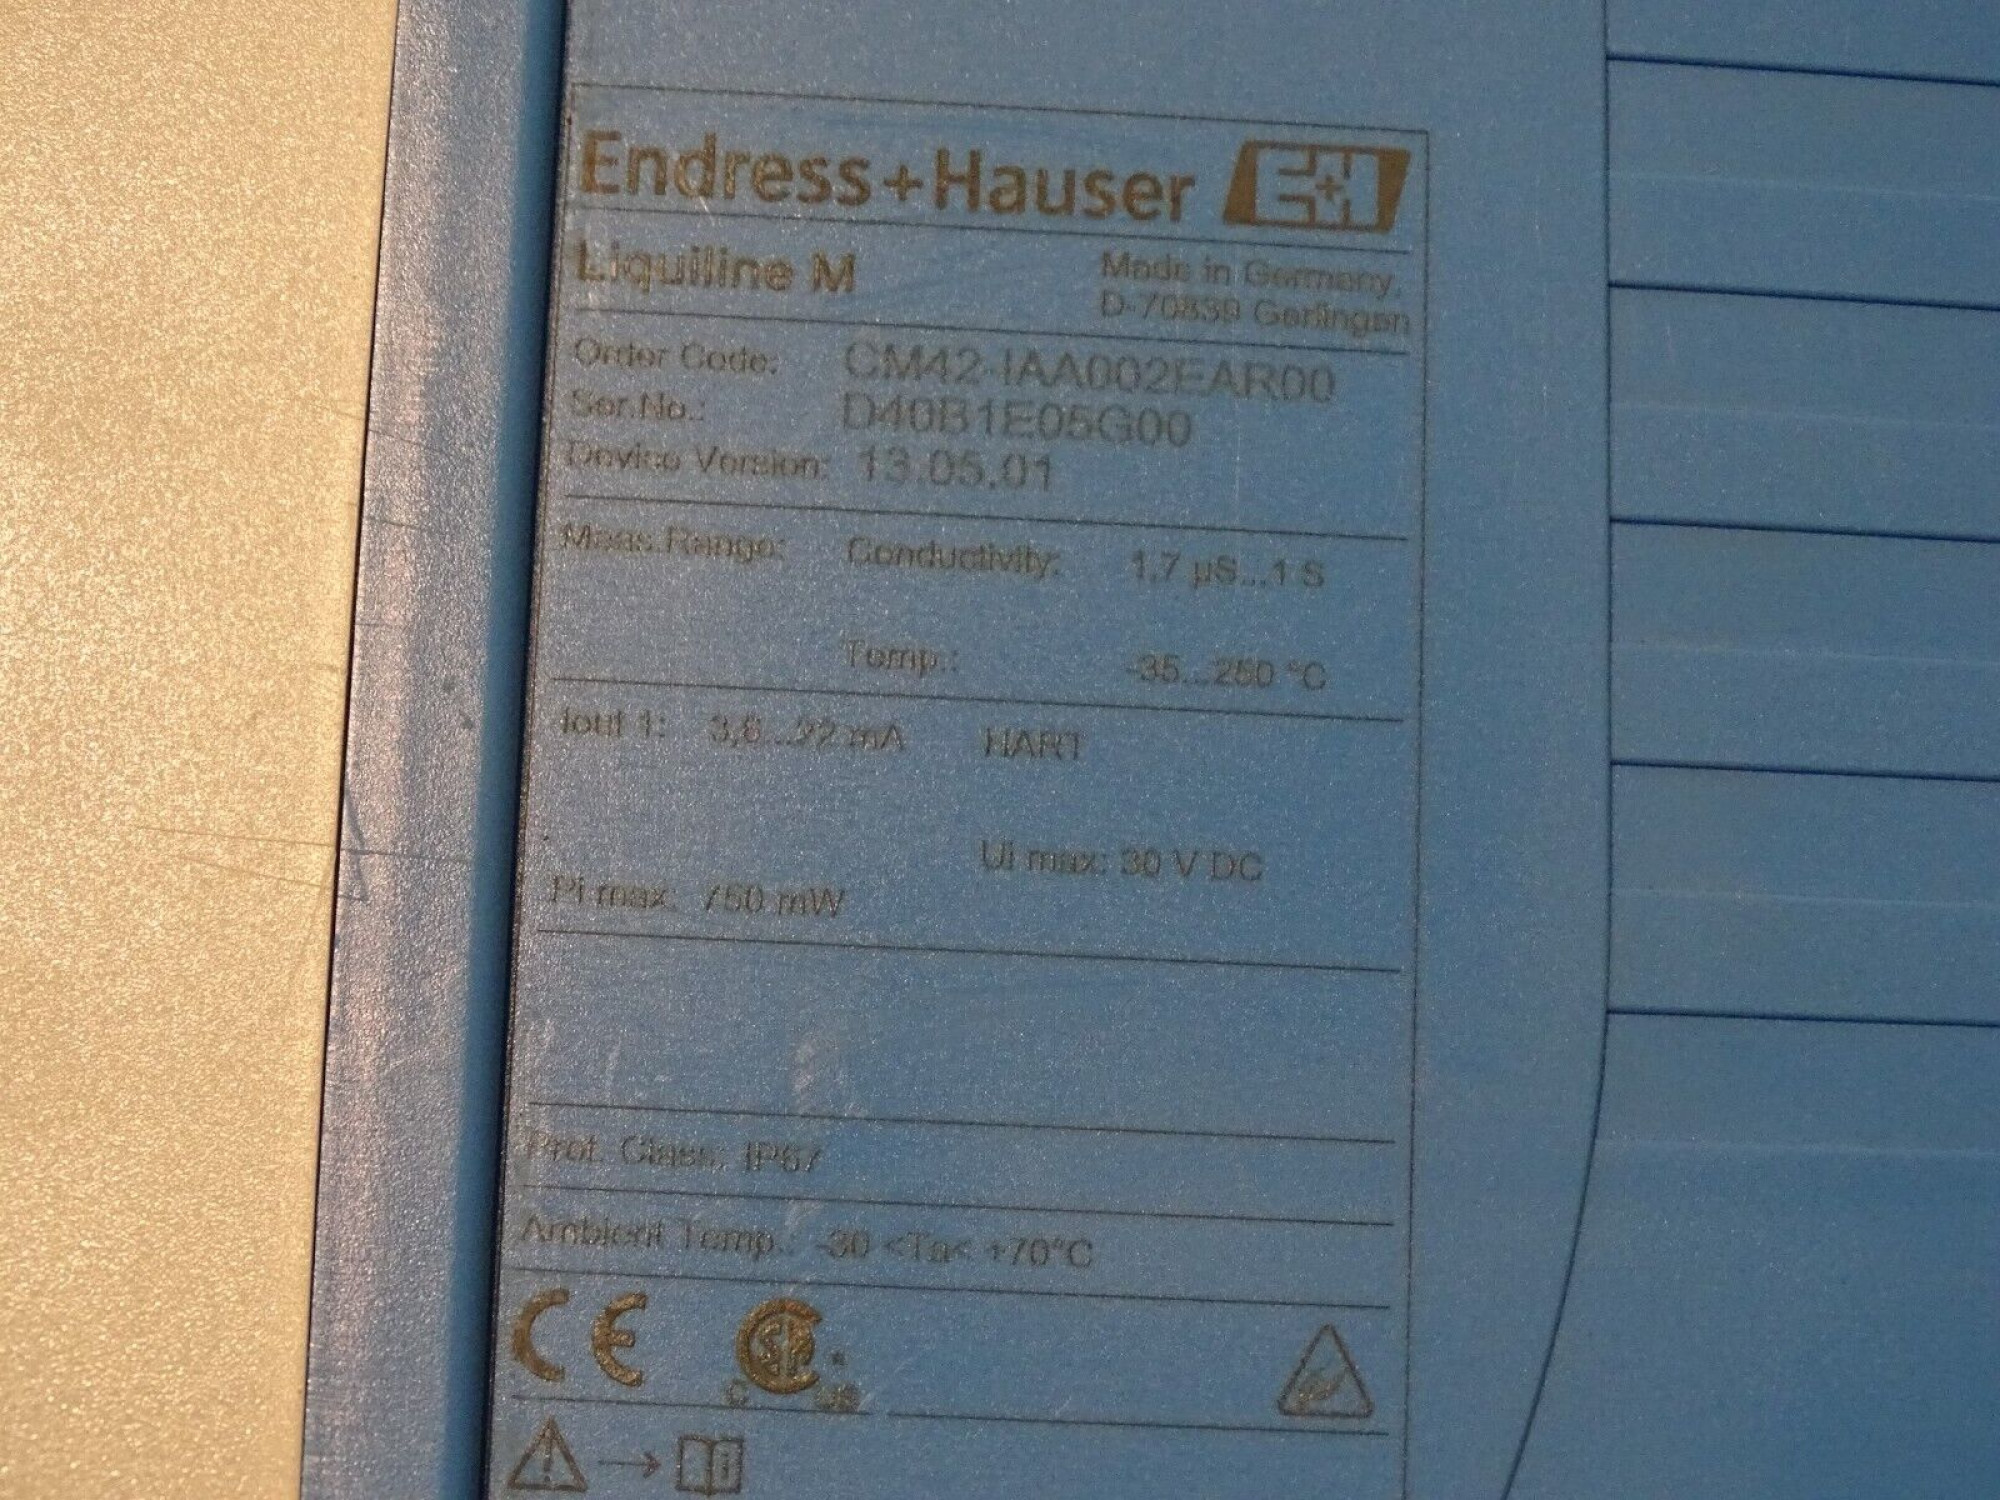 Endress+Hauser E+H
Liquiline M
Made in Germany,
D-70839 Gerlingen
Order Code: CM42-IAA002EAR00
Ser.No.: D40B1E05G00
Device Version: 13.05.01
Meas.Range: Conductivity: 1,7 µS...1 S
Temp.: -35...250 °C
Iout 1: 3,6...22 mA HART
Ui max: 30 V DC
Pi max: 750 mW
Prot. Class: IP67
Ambient Temp.: -30 <Ta< +70°C
CE C SP ® US
i